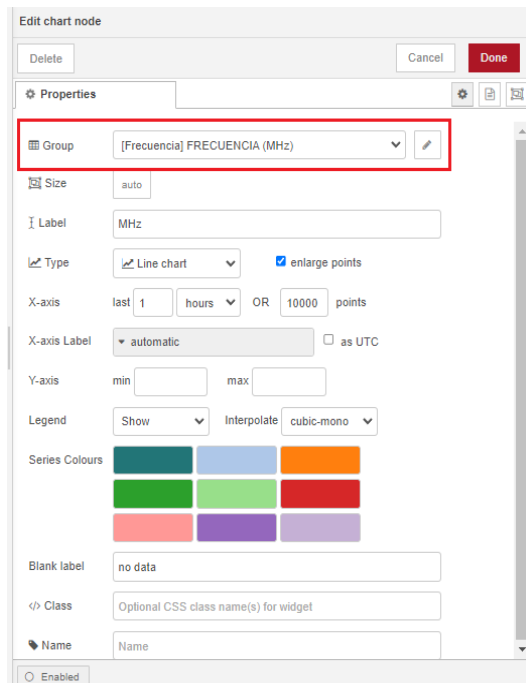 Edit chart node
Delete Cancel Done
Properties
Group [Frecuencia] FRECUENCIA (MHz)
Size auto
Label MHz
Type Line chart enlarge points
X-axis last 1 hours OR 10000 points
X-axis Label automatic as UTC
Y-axis min max
Legend Show Interpolate cubic-mono
Series Colours
Blank label no data
</> Class Optional CSS class name(s) for widget
Name Name
Enabled